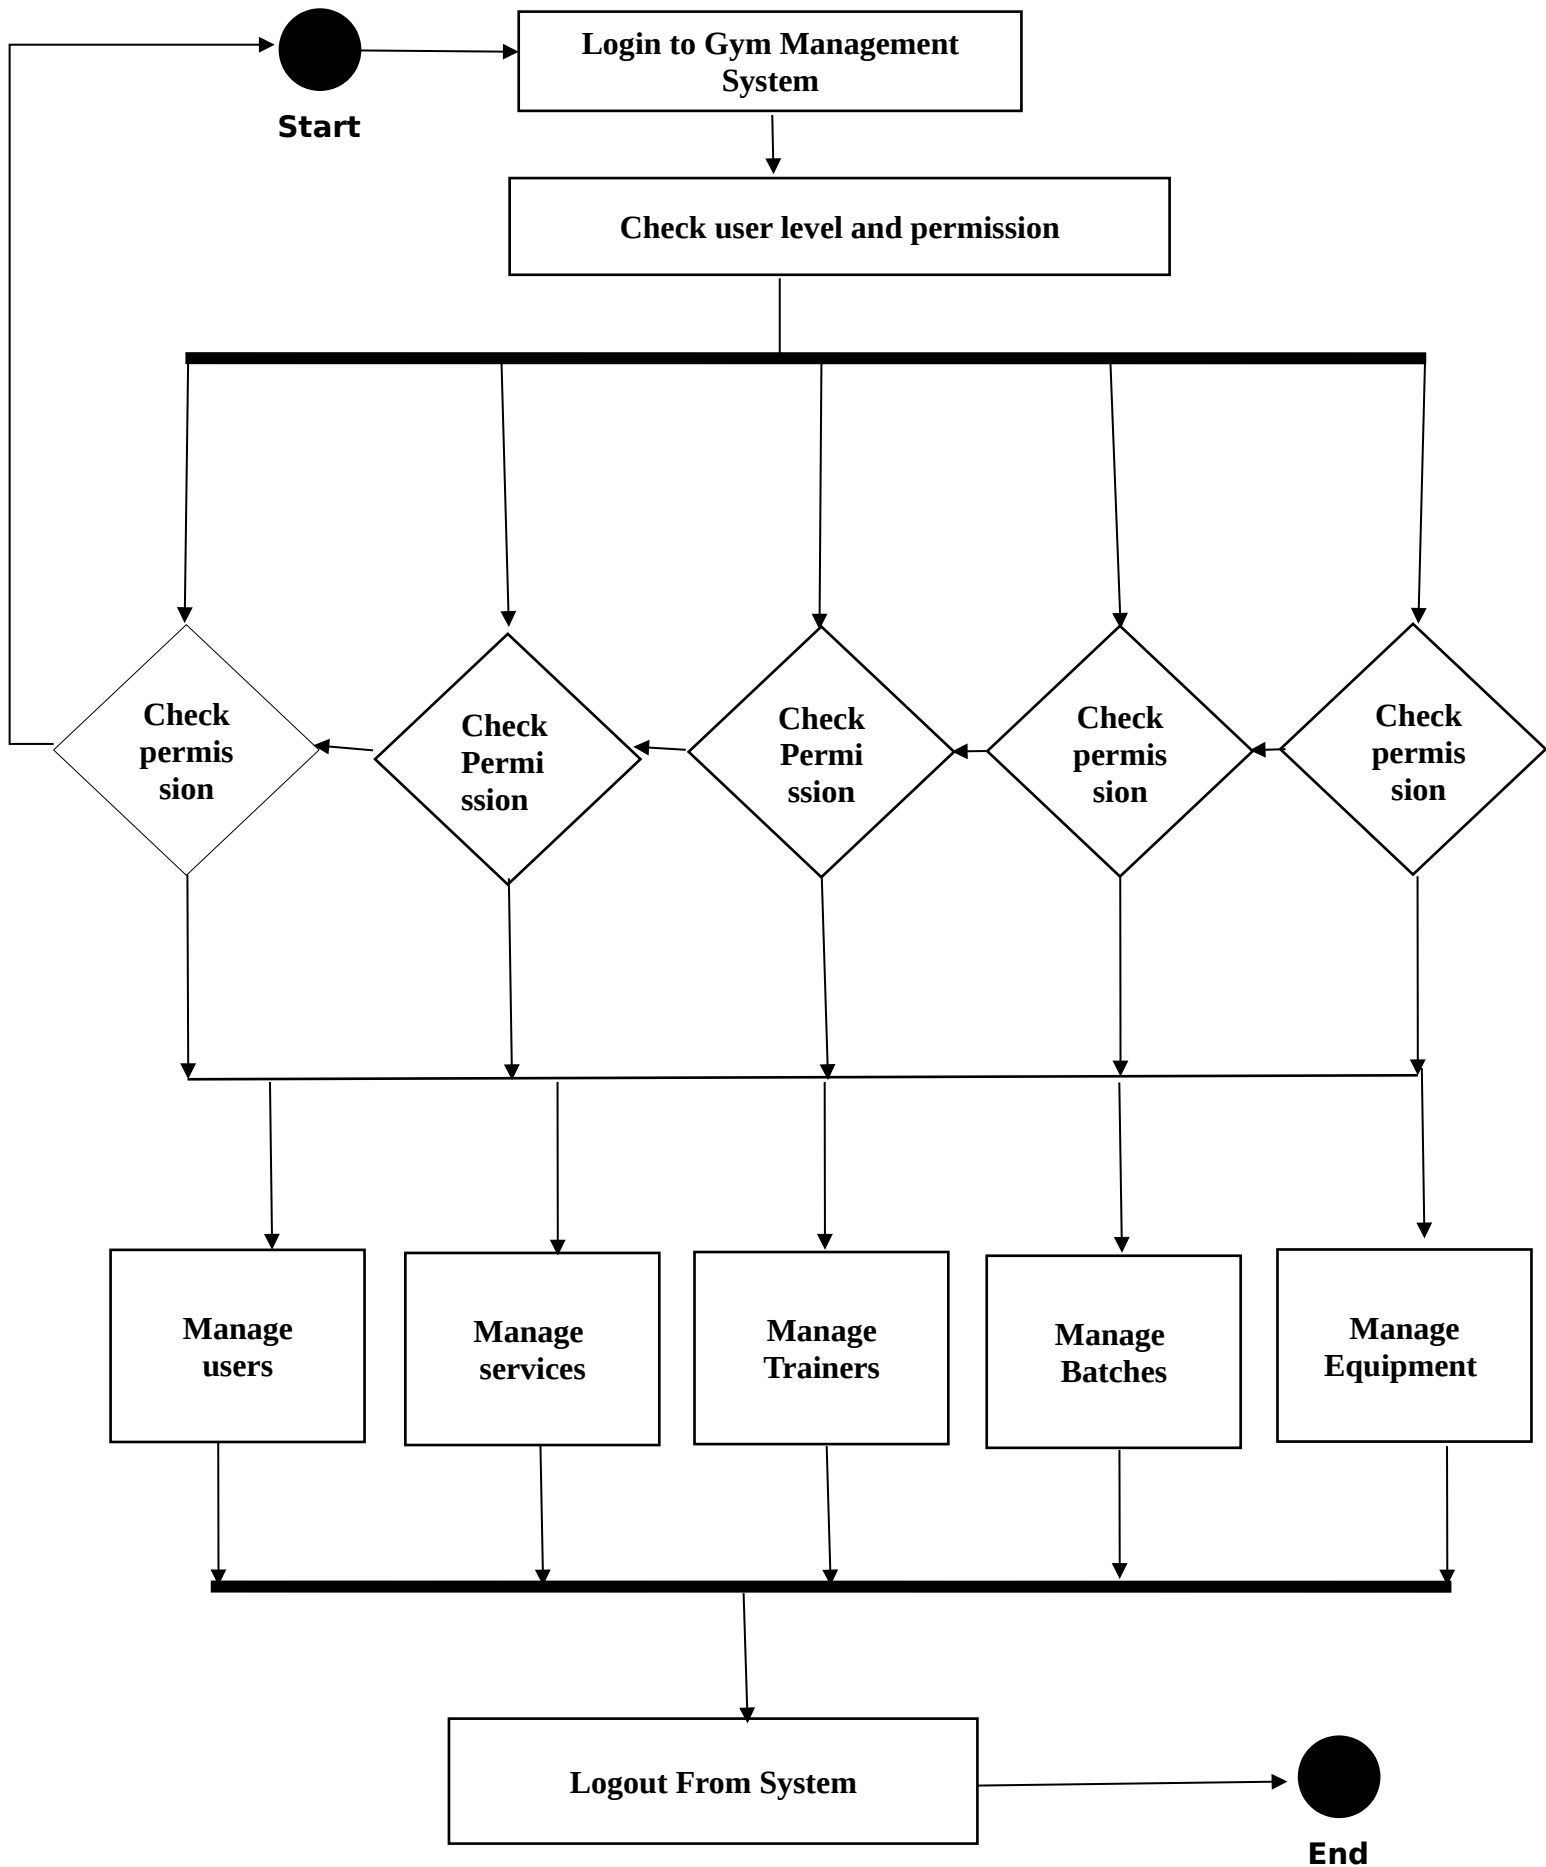 Login to Gym Management
System
Start
Check user level and permission
Check
permis
sion
Check
Permi
ssion
Check
Permi
ssion
Check
permis
sion
Check
permis
sion
Manage
users
Manage
services
Manage
Trainers
Manage
Batches
Manage
Equipment
Logout From System
End